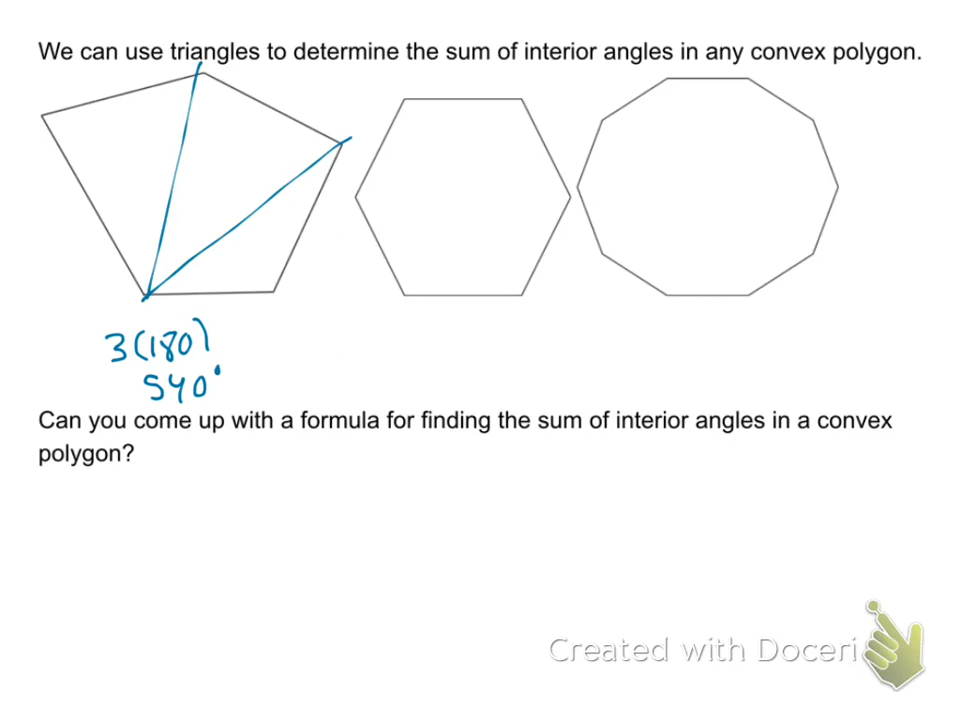 We can use triangles to determine the sum of interior angles in any convex polygon.
3(180)
540°
Can you come up with a formula for finding the sum of interior angles in a convex
polygon?
Created with Doceri